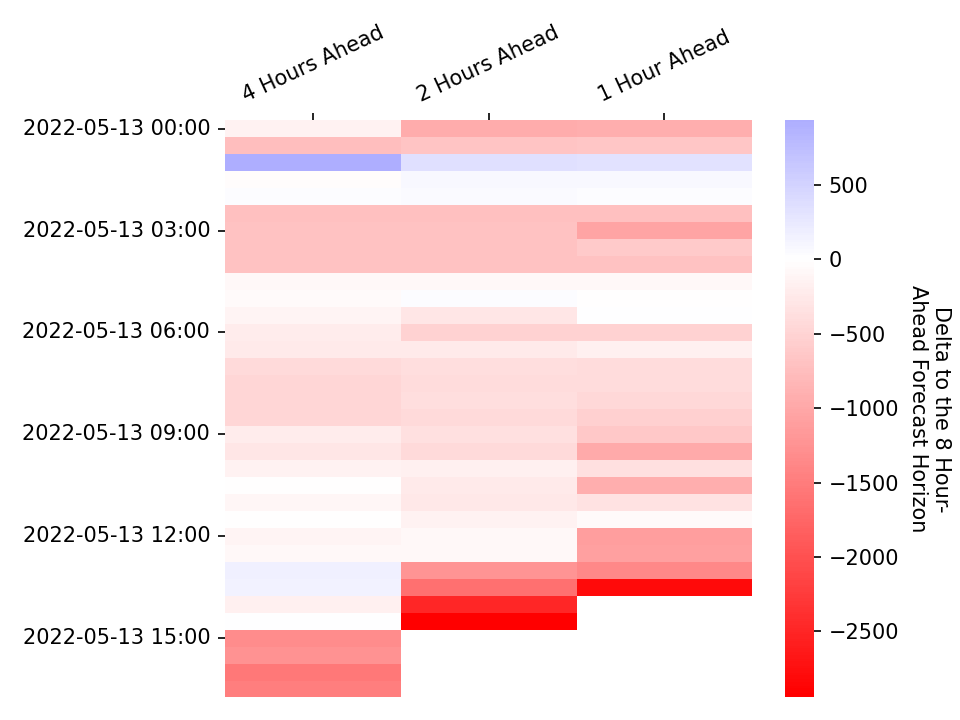 4 Hours Ahead
2 Hours Ahead
1 Hour Ahead
2022-05-13 00:00
2022-05-13 03:00
2022-05-13 06:00
2022-05-13 09:00
2022-05-13 12:00
2022-05-13 15:00
500
0
−500
−1000
−1500
−2000
−2500
Delta to the 8 Hour-
Ahead Forecast Horizon